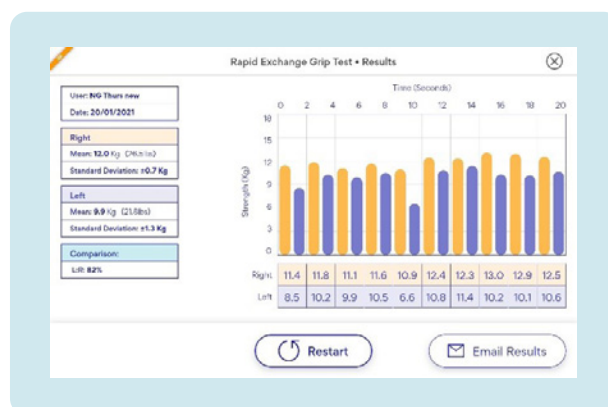 Rapid Exchange Grip Test • Results
User: NG Thurs new
Date: 20/01/2021
Right
Mean: 12.0 Kg
Standard Deviation: ±0.7 Kg
Left
Mean: 9.9 Kg (21.8lbs)
Standard Deviation: ±1.3 Kg
Comparison:
L:R: 82%
Time (Seconds)
0 2 4 6 8 10 12 14 16 18 20
Strength (Kg)
18
15
12
9
6
3
0
Right 11.4 11.8 11.1 11.6 10.9 12.4 12.3 13.0 12.9 12.5
Left 8.5 10.2 9.9 10.5 6.6 10.8 11.4 10.2 10.1 10.6
Restart
Email Results